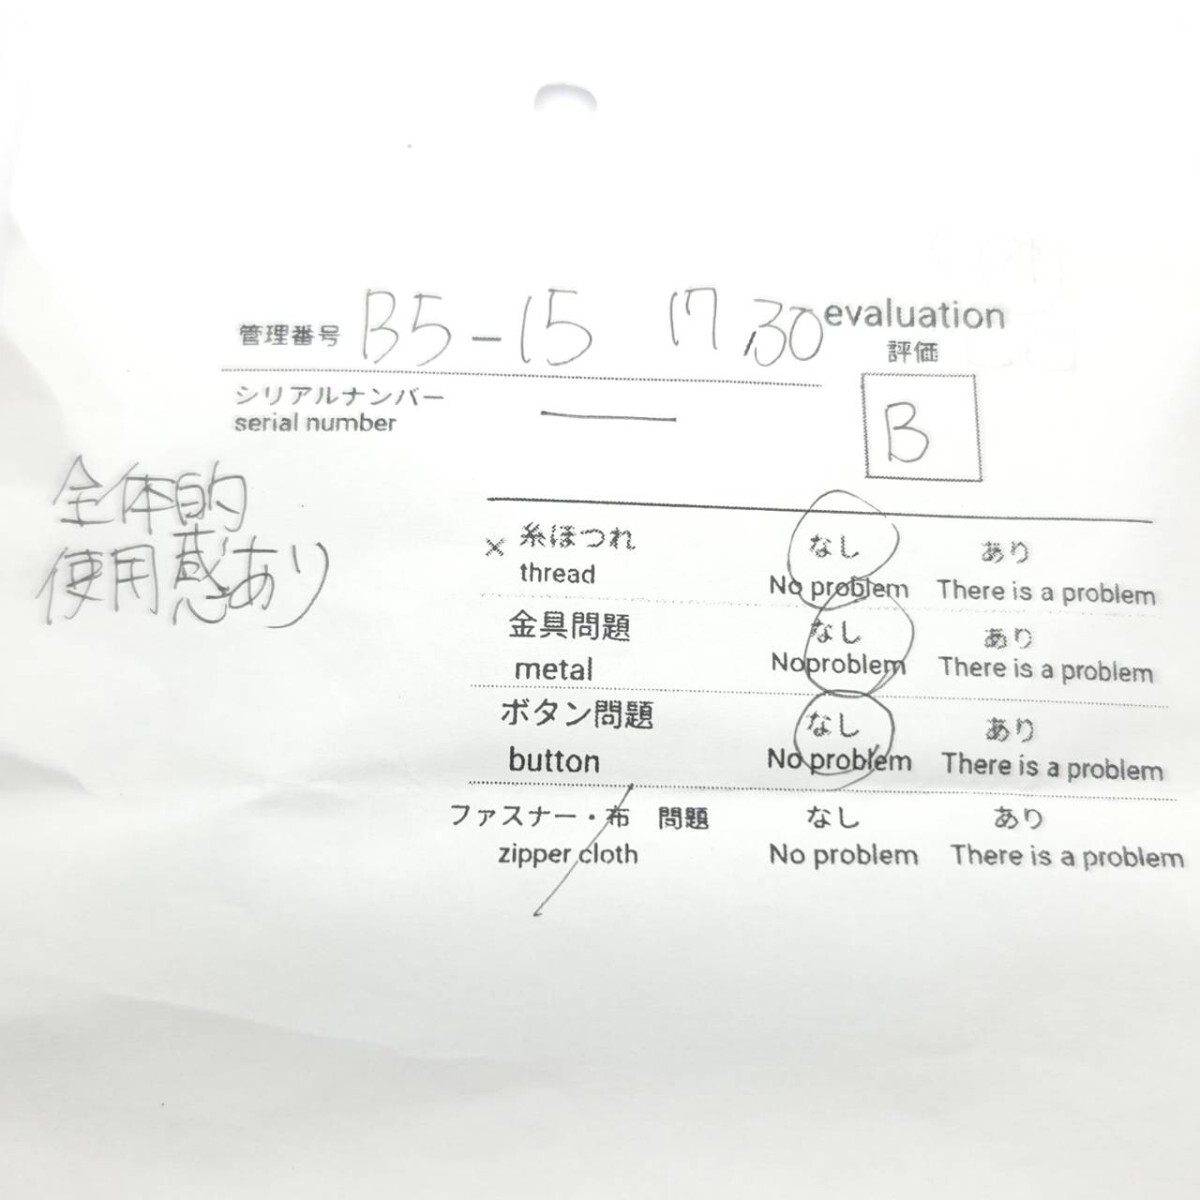 管理番号 B5-15 17,30
evaluation
評価
シリアルナンバー
serial number —
B
全体的
使用感あり
× 糸ほつれ なし あり
thread No problem There is a problem
金具問題 なし あり
metal Noproblem There is a problem
ボタン問題 なし あり
button No problem There is a problem
ファスナー・布 問題 なし あり
zipper cloth No problem There is a problem